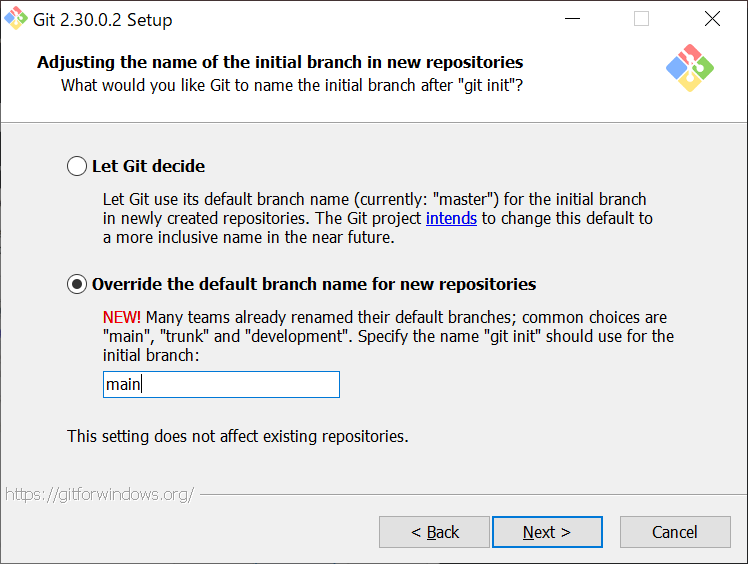 Git 2.30.0.2 Setup
Adjusting the name of the initial branch in new repositories
What would you like Git to name the initial branch after "git init"?
Let Git decide
Let Git use its default branch name (currently: "master") for the initial branch
in newly created repositories. The Git project intends to change this default to
a more inclusive name in the near future.
Override the default branch name for new repositories
NEW! Many teams already renamed their default branches; common choices are
"main", "trunk" and "development". Specify the name "git init" should use for the
initial branch:
main
This setting does not affect existing repositories.
https://gitforwindows.org/
< Back
Next >
Cancel